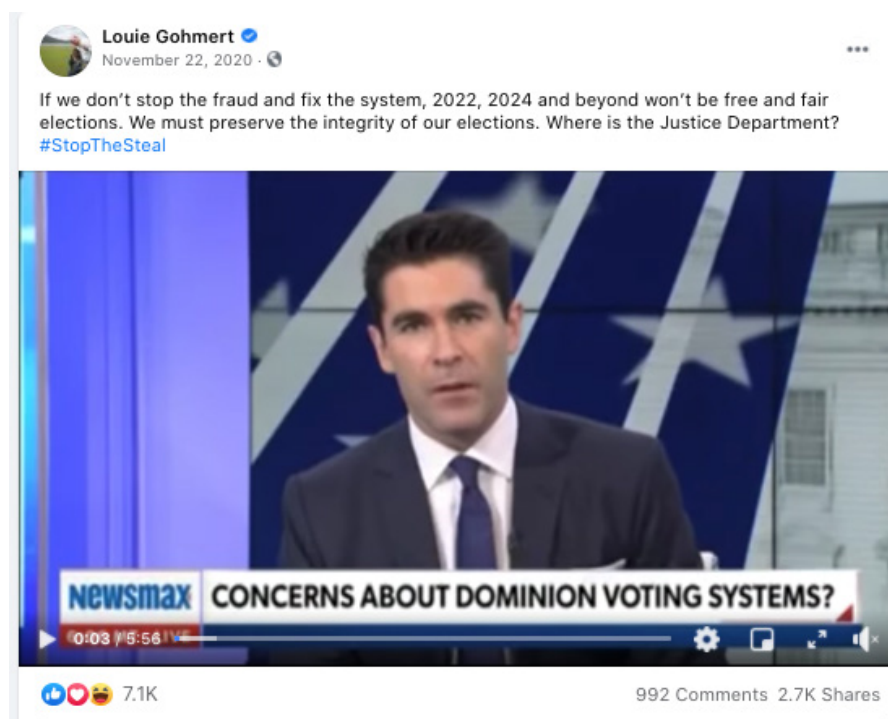 Louie Gohmert
November 22, 2020 ·
If we don't stop the fraud and fix the system, 2022, 2024 and beyond won't be free and fair
elections. We must preserve the integrity of our elections. Where is the Justice Department?
#StopTheSteal
Newsmax CONCERNS ABOUT DOMINION VOTING SYSTEMS?
0:03 / 5:56
7.1K 992 Comments 2.7K Shares